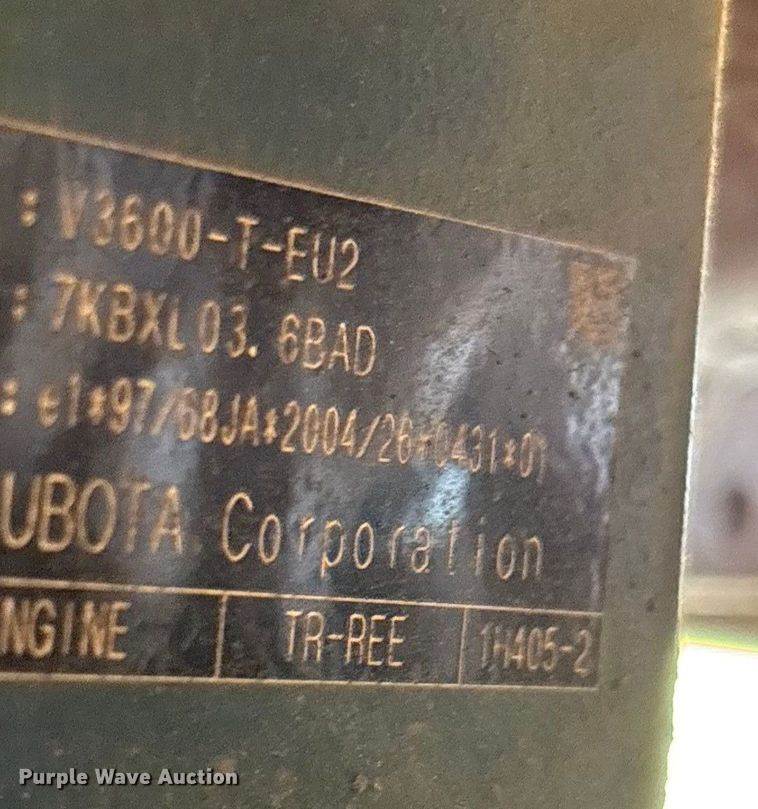 : V3600-T-EU2
: 7KBXL03.6BAD
: e1*97/68JA*2004/26*0431*01
UBOTA Corporation
NGINE TR-REE 1H405-2
Purple Wave Auction